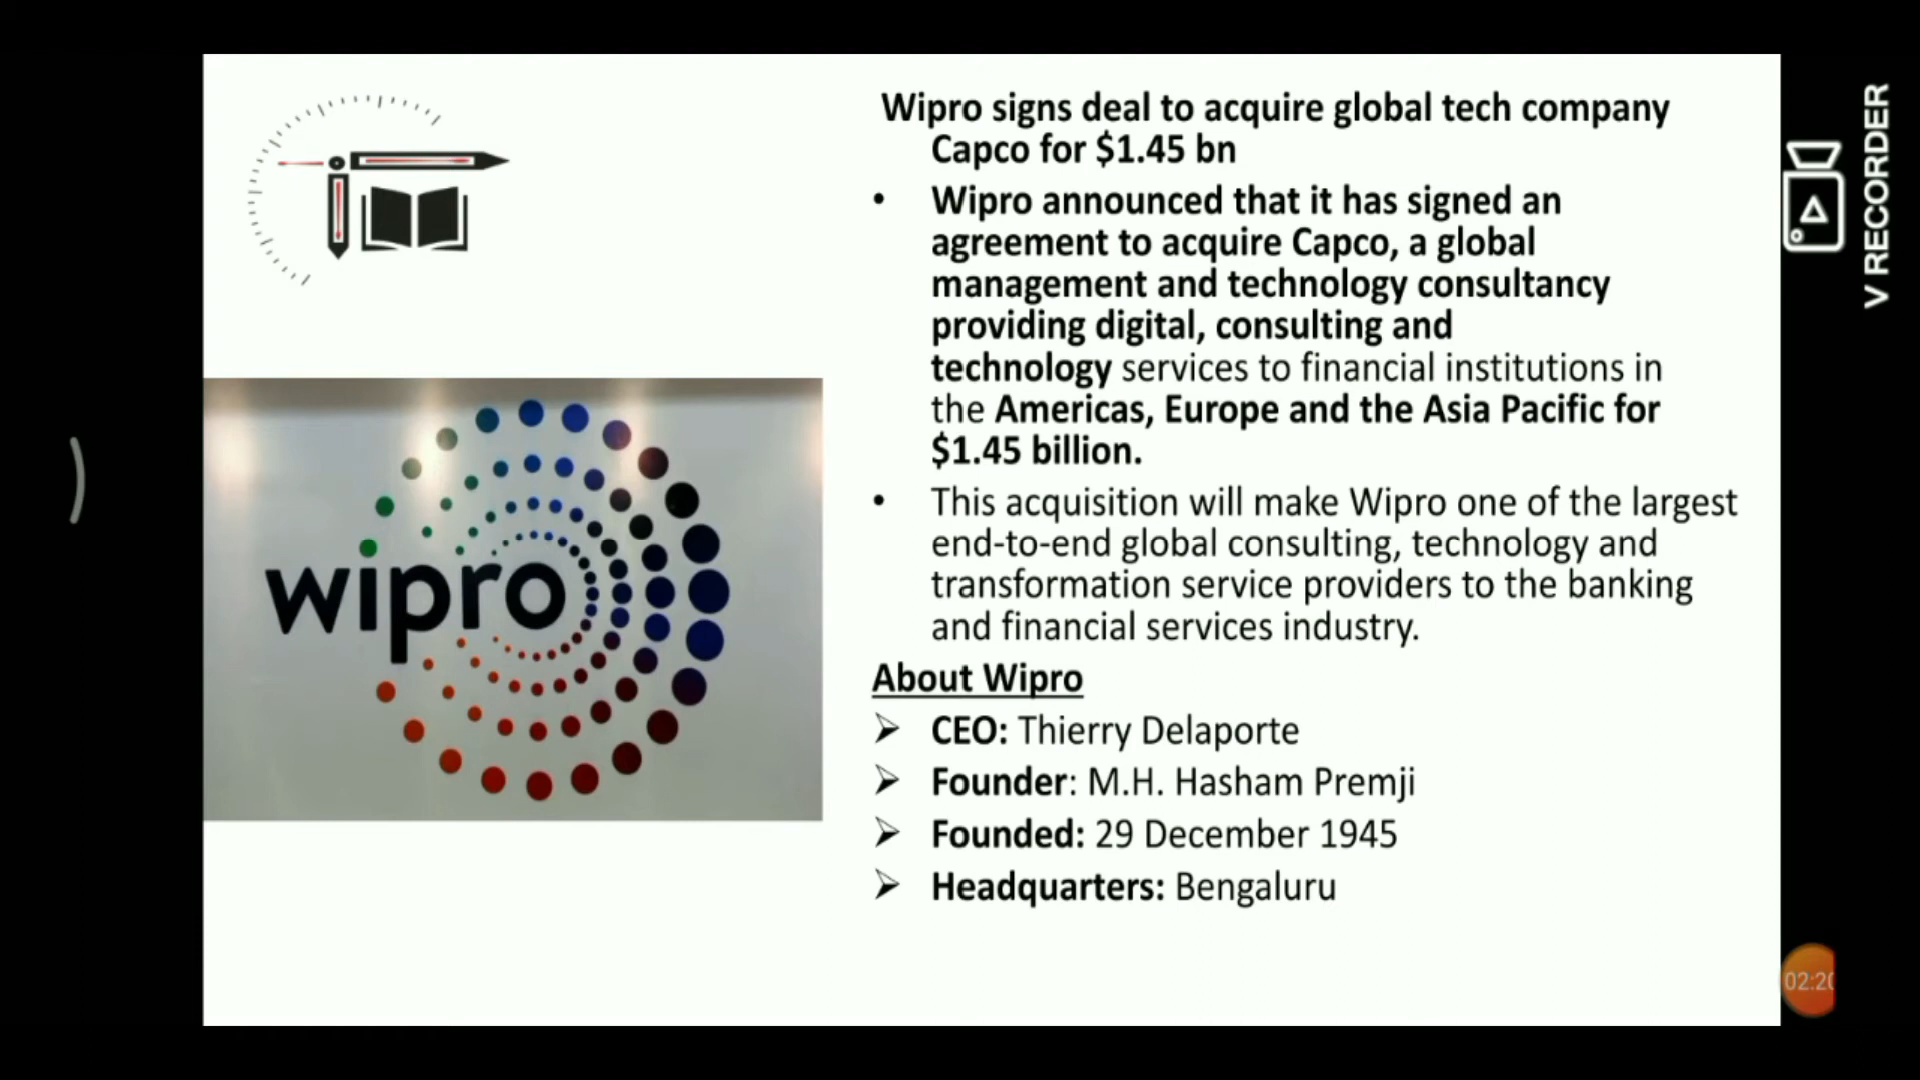 Wipro signs deal to acquire global tech company
Capco for $1.45 bn
• Wipro announced that it has signed an
agreement to acquire Capco, a global
management and technology consultancy
providing digital, consulting and
technology services to financial institutions in
the Americas, Europe and the Asia Pacific for
$1.45 billion.
• This acquisition will make Wipro one of the largest
end-to-end global consulting, technology and
transformation service providers to the banking
and financial services industry.
About Wipro
➢ CEO: Thierry Delaporte
➢ Founder: M.H. Hasham Premji
➢ Founded: 29 December 1945
➢ Headquarters: Bengaluru
wipro
V RECORDER
02:20